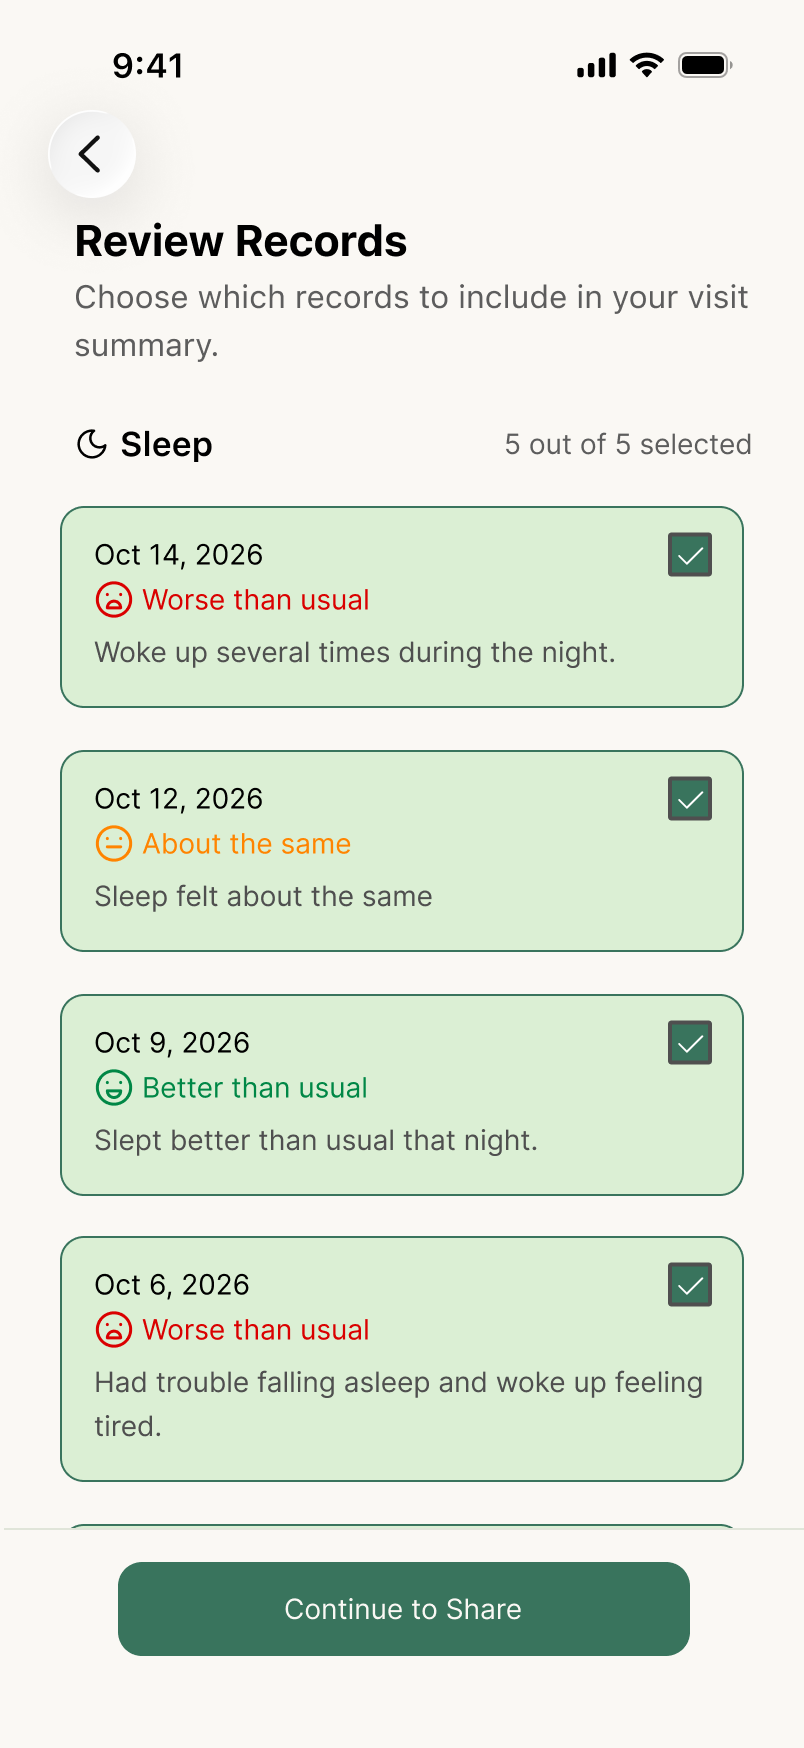 9:41
Review Records
Choose which records to include in your visit
summary.
Sleep
5 out of 5 selected
Oct 14, 2026
Worse than usual
Woke up several times during the night.
Oct 12, 2026
About the same
Sleep felt about the same
Oct 9, 2026
Better than usual
Slept better than usual that night.
Oct 6, 2026
Worse than usual
Had trouble falling asleep and woke up feeling
tired.
Continue to Share